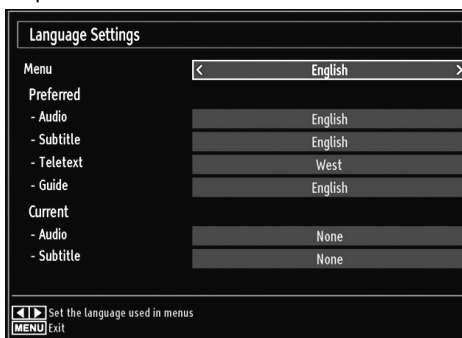 Language Settings
Menu < English >
Preferred
- Audio English
- Subtitle English
- Teletext West
- Guide English
Current
- Audio None
- Subtitle None
Set the language used in menus
MENU Exit